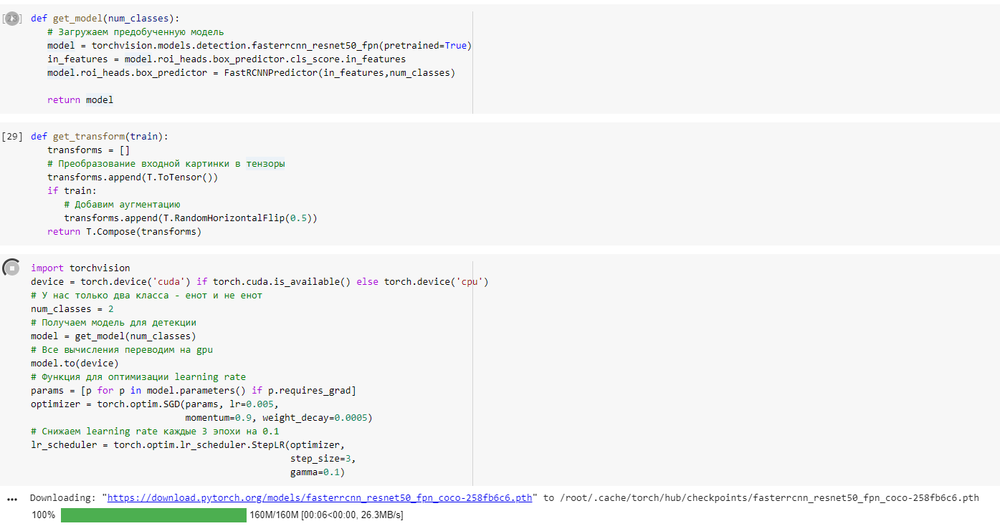 def get_model(num_classes):
# Загружаем предобученную модель
model = torchvision.models.detection.fasterrcnn_resnet50_fpn(pretrained=True)
in_features = model.roi_heads.box_predictor.cls_score.in_features
model.roi_heads.box_predictor = FastRCNNPredictor(in_features,num_classes)
return model
[29] def get_transform(train):
transforms = []
# Преобразование входной картинки в тензоры
transforms.append(T.ToTensor())
if train:
# Добавим аугментацию
transforms.append(T.RandomHorizontalFlip(0.5))
return T.Compose(transforms)
import torchvision
device = torch.device('cuda') if torch.cuda.is_available() else torch.device('cpu')
# У нас только два класса - енот и не енот
num_classes = 2
# Получаем модель для детекции
model = get_model(num_classes)
# Все вычисления переводим на gpu
model.to(device)
# Функция для оптимизации learning rate
params = [p for p in model.parameters() if p.requires_grad]
optimizer = torch.optim.SGD(params, lr=0.005,
momentum=0.9, weight_decay=0.0005)
# Снижаем learning rate каждые 3 эпохи на 0.1
lr_scheduler = torch.optim.lr_scheduler.StepLR(optimizer,
step_size=3,
gamma=0.1)
Downloading: "https://download.pytorch.org/models/fasterrcnn_resnet50_fpn_coco-258fb6c6.pth" to /root/.cache/torch/hub/checkpoints/fasterrcnn_resnet50_fpn_coco-258fb6c6.pth
100% 160M/160M [00:06<00:00, 26.3MB/s]